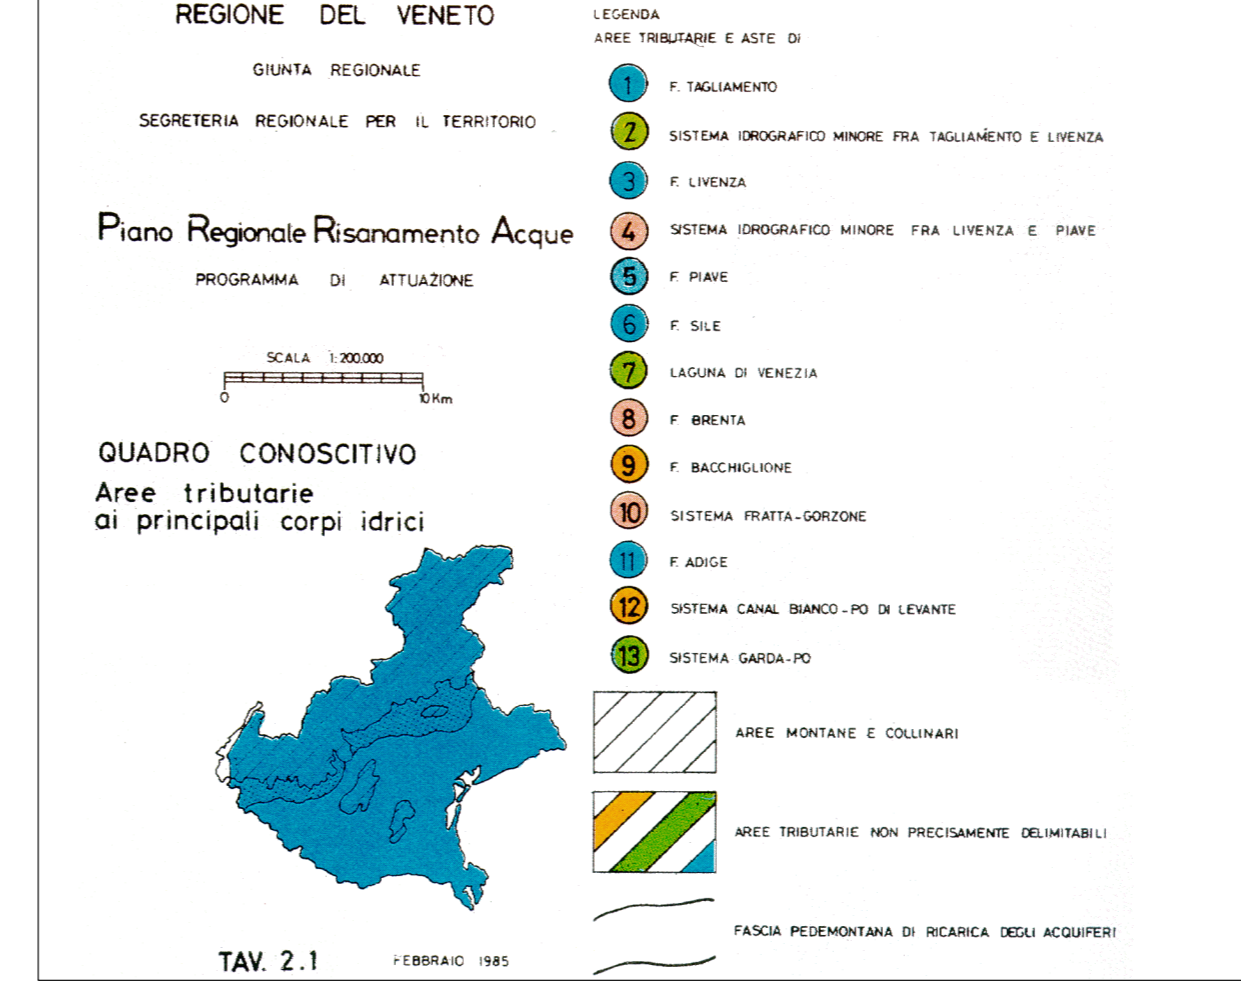 REGIONE DEL VENETO
GIUNTA REGIONALE
SEGRETERIA REGIONALE PER IL TERRITORIO
Piano Regionale Risanamento Acque
PROGRAMMA DI ATTUAZIONE
SCALA 1:200.000
0 10 Km
QUADRO CONOSCITIVO
Aree tributarie
ai principali corpi idrici
TAV. 2.1 FEBBRAIO 1985
LEGENDA
AREE TRIBUTARIE E ASTE DI
1 F. TAGLIAMENTO
2 SISTEMA IDROGRAFICO MINORE FRA TAGLIAMENTO E LIVENZA
3 F. LIVENZA
4 SISTEMA IDROGRAFICO MINORE FRA LIVENZA E PIAVE
5 F. PIAVE
6 F. SILE
7 LAGUNA DI VENEZIA
8 F. BRENTA
9 F. BACCHIGLIONE
10 SISTEMA FRATTA-GORZONE
11 F. ADIGE
12 SISTEMA CANAL BIANCO-PO DI LEVANTE
13 SISTEMA GARDA-PO
AREE MONTANE E COLLINARI
AREE TRIBUTARIE NON PRECISAMENTE DELIMITABILI
FASCIA PEDEMONTANA DI RICARICA DEGLI ACQUIFERI